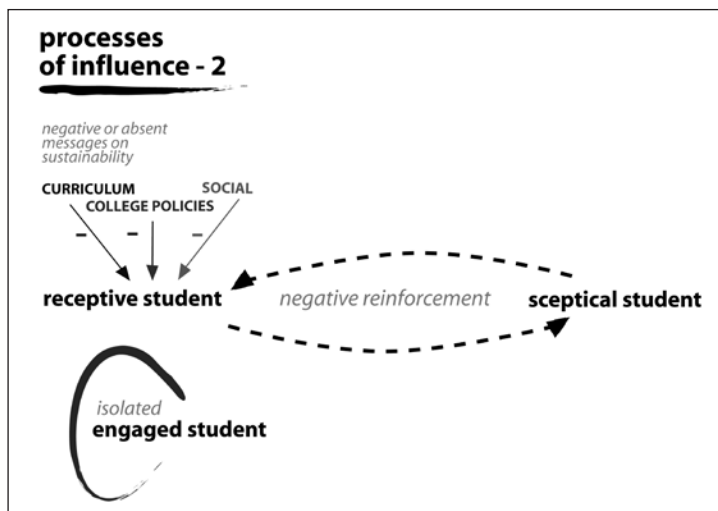 processes
of influence - 2
negative or absent
messages on
sustainability
CURRICULUM
SOCIAL
COLLEGE POLICIES
– – –
receptive student
negative reinforcement
sceptical student
isolated
engaged student